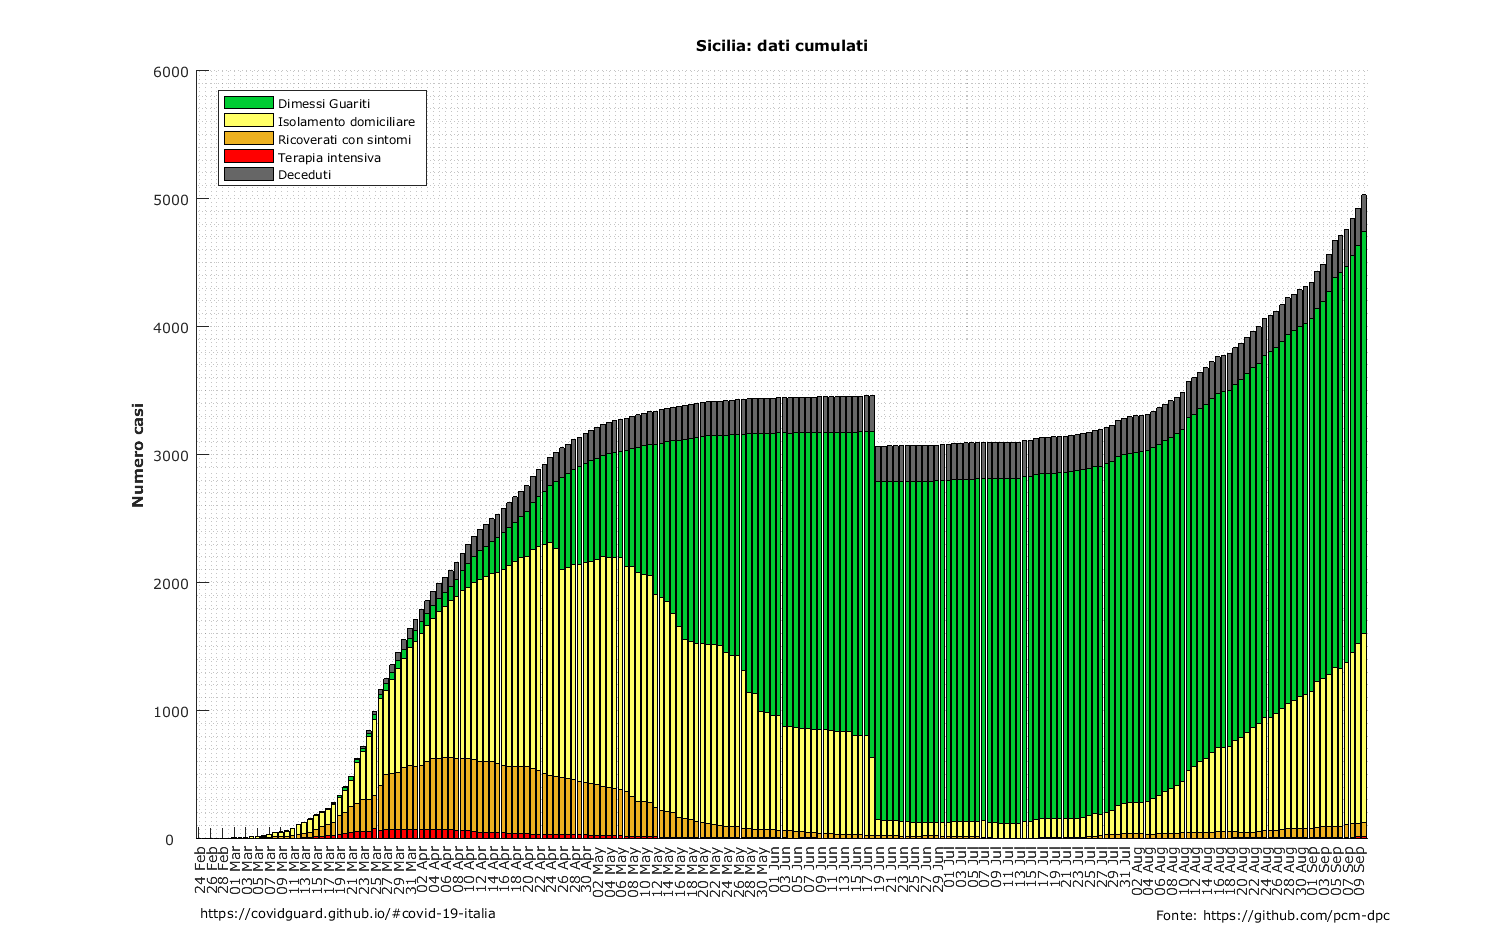 Sicilia: dati cumulati
6000
5000
4000
3000
2000
1000
0
Numero casi
Dimessi Guariti
Isolamento domiciliare
Ricoverati con sintomi
Terapia intensiva
Deceduti
24 Feb
26 Feb
28 Feb
01 Mar
03 Mar
05 Mar
07 Mar
09 Mar
11 Mar
13 Mar
15 Mar
17 Mar
19 Mar
21 Mar
23 Mar
25 Mar
27 Mar
29 Mar
31 Mar
02 Apr
04 Apr
06 Apr
08 Apr
10 Apr
12 Apr
14 Apr
16 Apr
18 Apr
20 Apr
22 Apr
24 Apr
26 Apr
28 Apr
30 Apr
02 May
04 May
06 May
08 May
10 May
12 May
14 May
16 May
18 May
20 May
22 May
24 May
26 May
28 May
30 May
01 Jun
03 Jun
05 Jun
07 Jun
09 Jun
11 Jun
13 Jun
15 Jun
17 Jun
19 Jun
21 Jun
23 Jun
25 Jun
27 Jun
29 Jun
01 Jul
03 Jul
05 Jul
07 Jul
09 Jul
11 Jul
13 Jul
15 Jul
17 Jul
19 Jul
21 Jul
23 Jul
25 Jul
27 Jul
29 Jul
31 Jul
02 Aug
04 Aug
06 Aug
08 Aug
10 Aug
12 Aug
14 Aug
16 Aug
18 Aug
20 Aug
22 Aug
24 Aug
26 Aug
28 Aug
30 Aug
01 Sep
03 Sep
05 Sep
07 Sep
09 Sep
https://covidguard.github.io/#covid-19-italia
Fonte: https://github.com/pcm-dpc